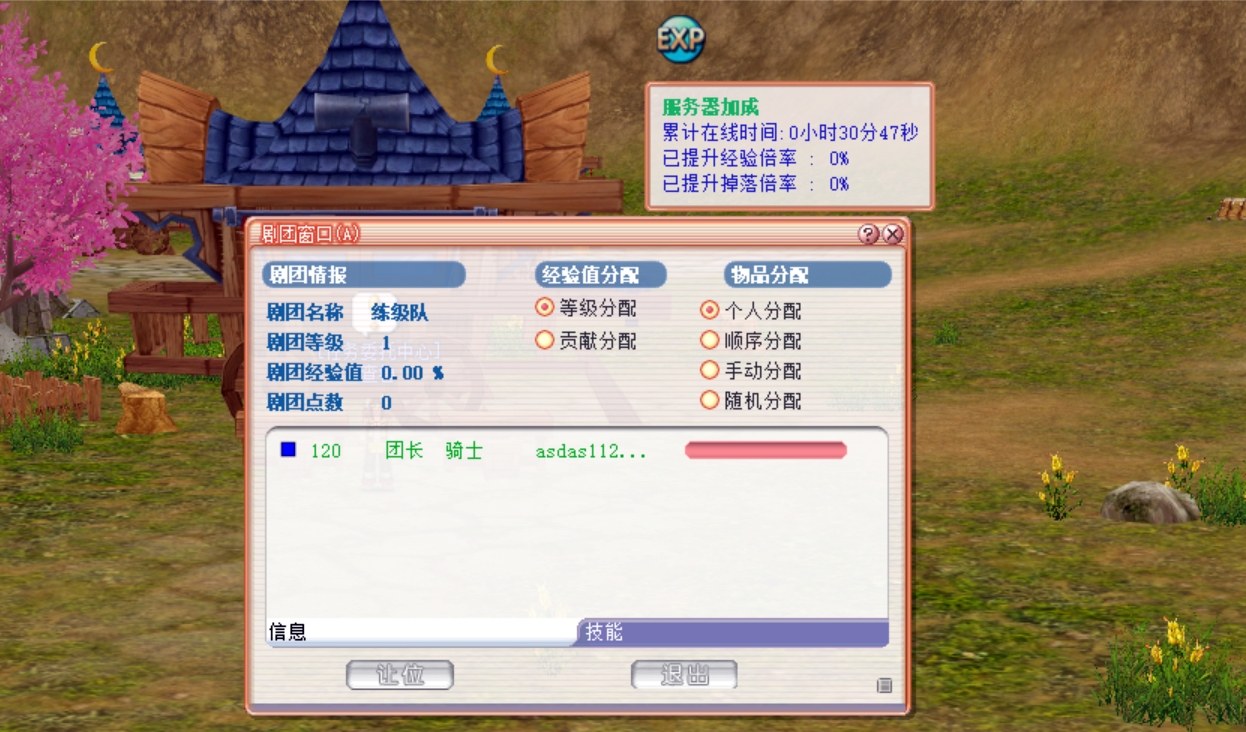 EXP
服务器加成
累计在线时间:0小时30分47秒
已提升经验倍率 : 0%
已提升掉落倍率 : 0%
剧团窗口(A)
剧团情报 经验值分配 物品分配
剧团名称 练级队 等级分配 个人分配
剧团等级 1 贡献分配 顺序分配
剧团经验值 0.00 % 手动分配
剧团点数 0 随机分配
120 团长 骑士 asdas112...
信息 技能
让位 退出